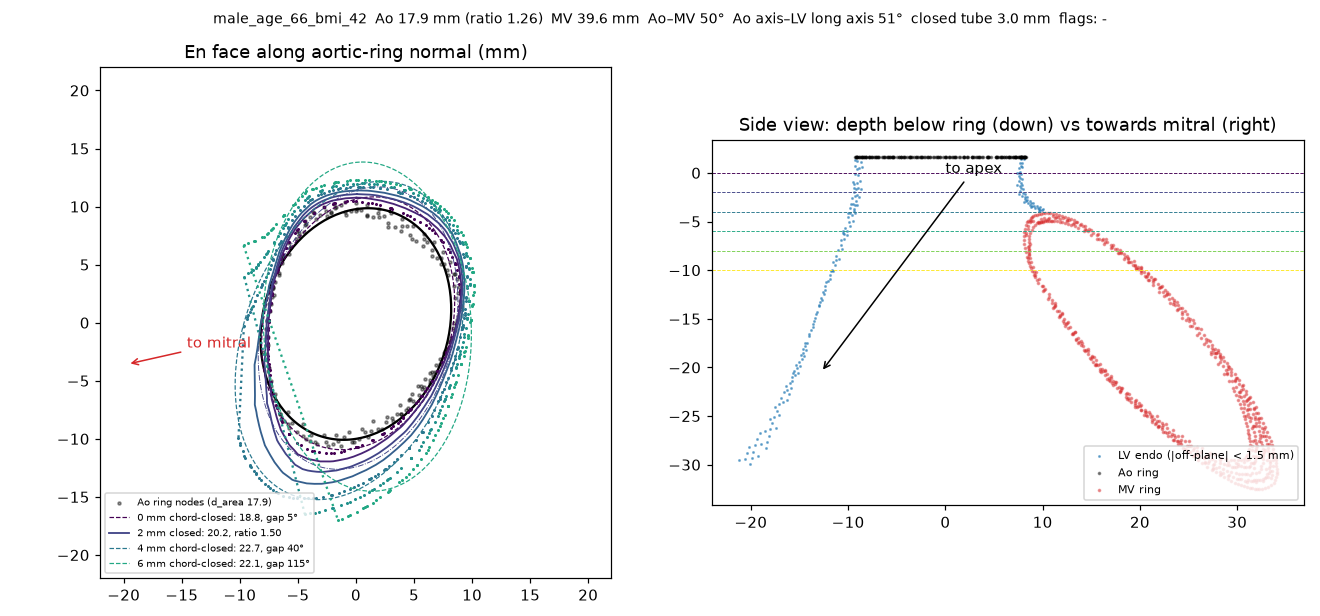 male_age_66_bmi_42  Ao 17.9 mm (ratio 1.26)  MV 39.6 mm  Ao–MV 50°  Ao axis–LV long axis 51°  closed tube 3.0 mm  flags: -
En face along aortic-ring normal (mm)
20
15
10
5
0
−5
−10
−15
−20
to mitral
Ao ring nodes (d_area 17.9)
0 mm chord-closed: 18.8, gap 5°
2 mm closed: 20.2, ratio 1.50
4 mm chord-closed: 22.7, gap 40°
6 mm chord-closed: 22.1, gap 115°
−20 −15 −10 −5 0 5 10 15 20
Side view: depth below ring (down) vs towards mitral (right)
0
−5
−10
−15
−20
−25
−30
to apex
LV endo (|off-plane| < 1.5 mm)
Ao ring
MV ring
−20 −10 0 10 20 30